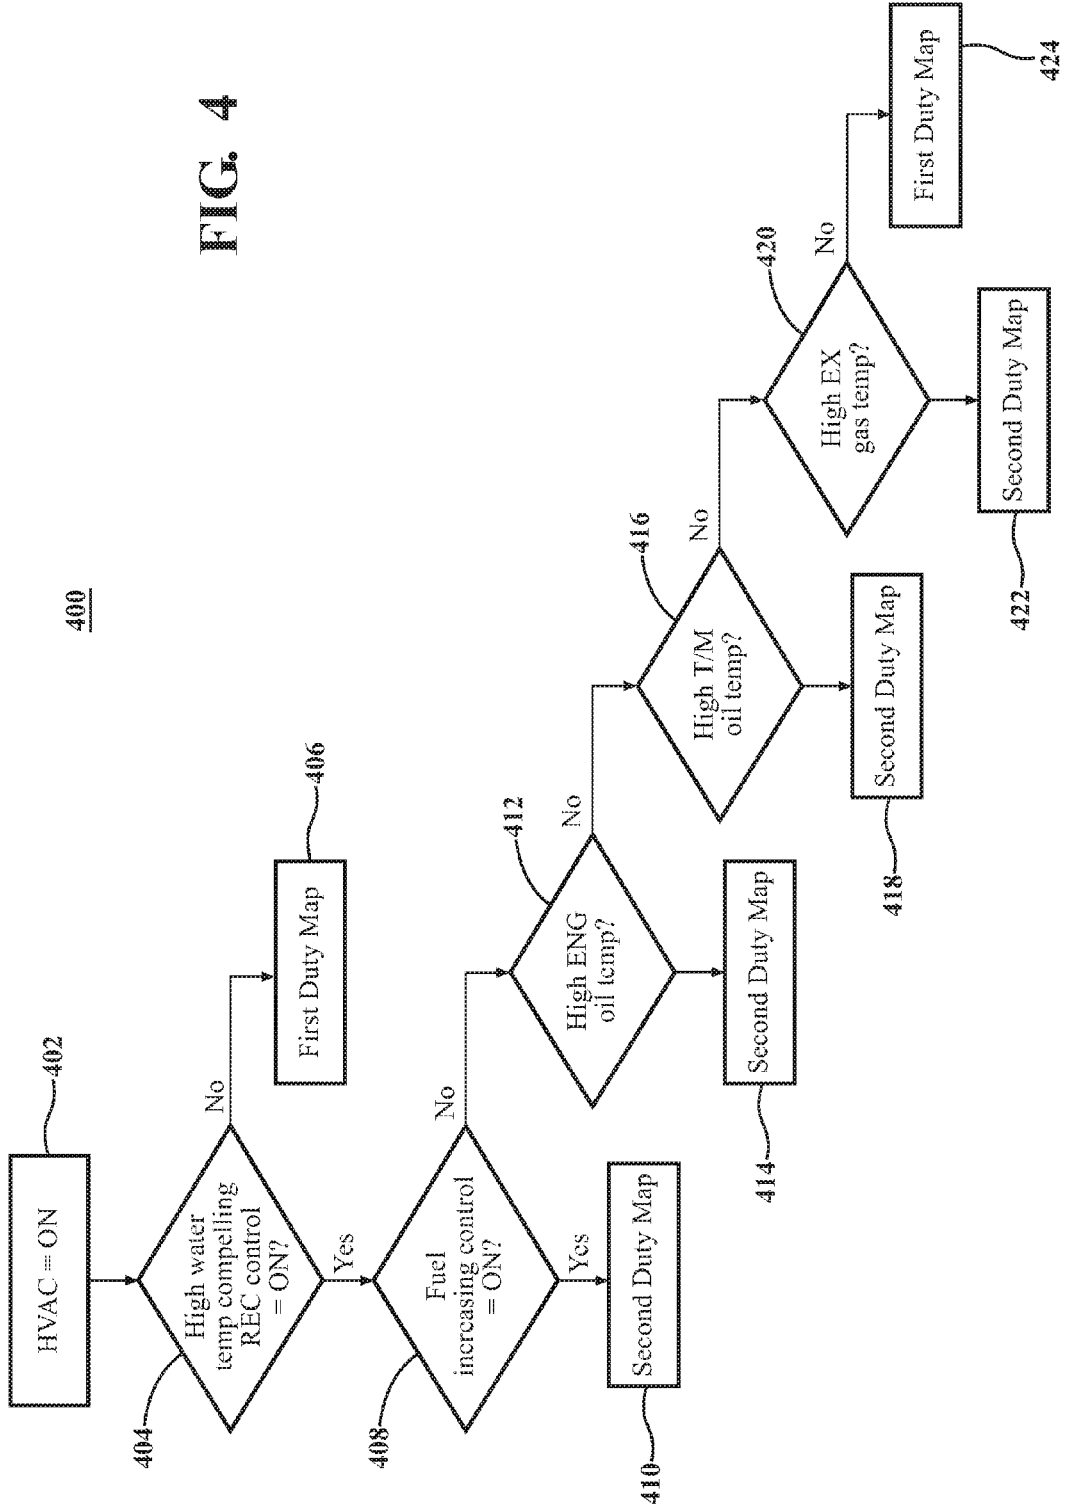 400
FIG. 4
HVAC = ON
402
High water
temp compelling
REC control
= ON?
404
No
First Duty Map
406
Yes
Fuel
increasing control
= ON?
408
Yes
Second Duty Map
410
No
High ENG
oil temp?
412
Second Duty Map
414
No
High T/M
oil temp?
416
Second Duty Map
418
No
High EX
gas temp?
420
Second Duty Map
422
No
First Duty Map
424